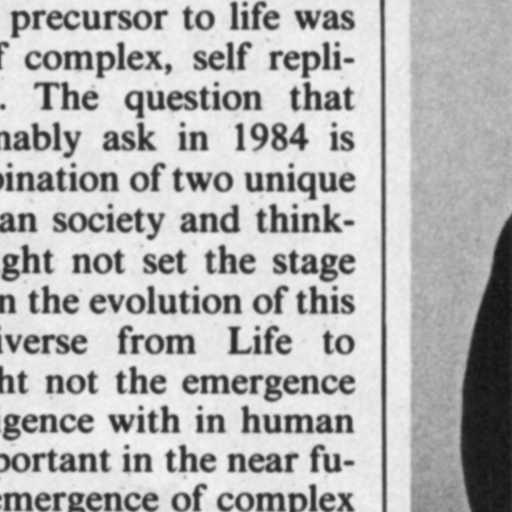 precursor to life was
f complex, self repli-
. The question that
nably ask in 1984 is
bination of two unique
an society and think-
ght not set the stage
n the evolution of this
iverse from Life to
ht not the emergence
igence with in human
portant in the near fu-
emergence of complex